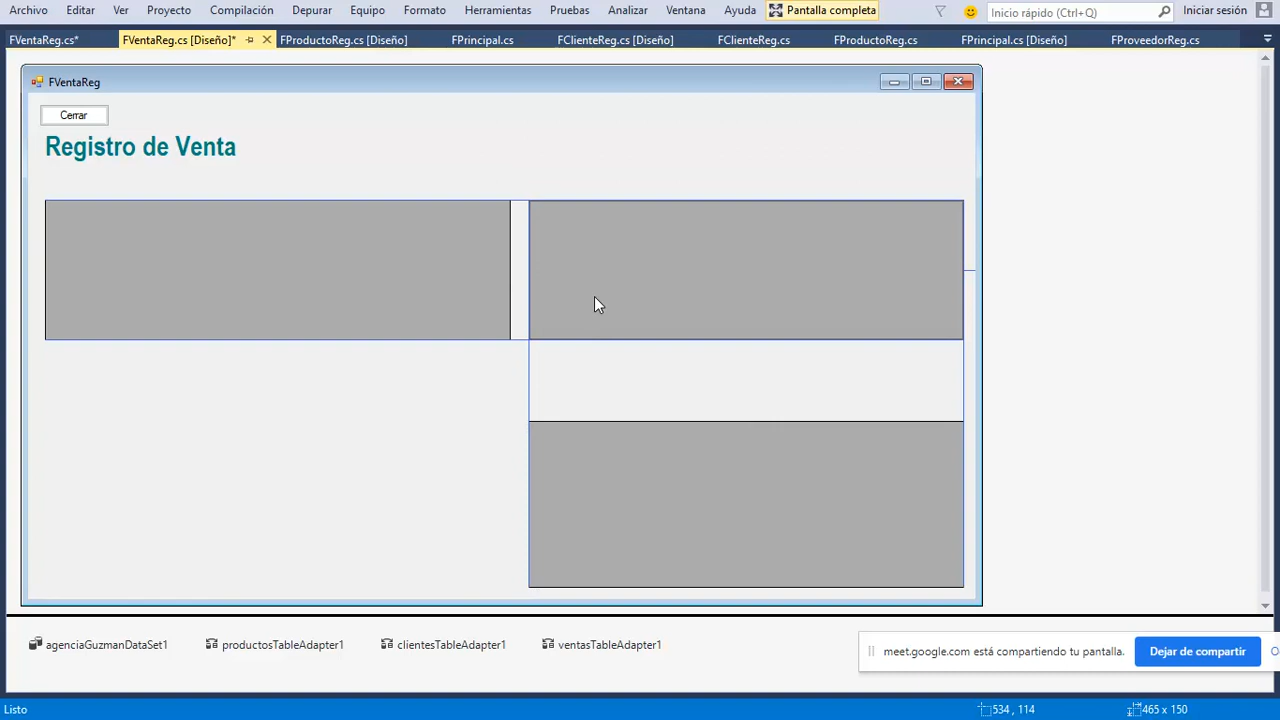 Archivo Editar Ver Proyecto Compilación Depurar Equipo Formato Herramientas Pruebas Analizar Ventana Ayuda Pantalla completa Inicio rápido (Ctrl+Q) Iniciar sesión
FVentaReg.cs* FVentaReg.cs [Diseño]* FProductoReg.cs [Diseño] FPrincipal.cs FClienteReg.cs [Diseño] FClienteReg.cs FProductoReg.cs FPrincipal.cs [Diseño] FProveedorReg.cs
FVentaReg
Cerrar
Registro de Venta
agenciaGuzmanDataSet1 productosTableAdapter1 clientesTableAdapter1 ventasTableAdapter1
meet.google.com está compartiendo tu pantalla. Dejar de compartir
Listo 534 , 114 465 x 150